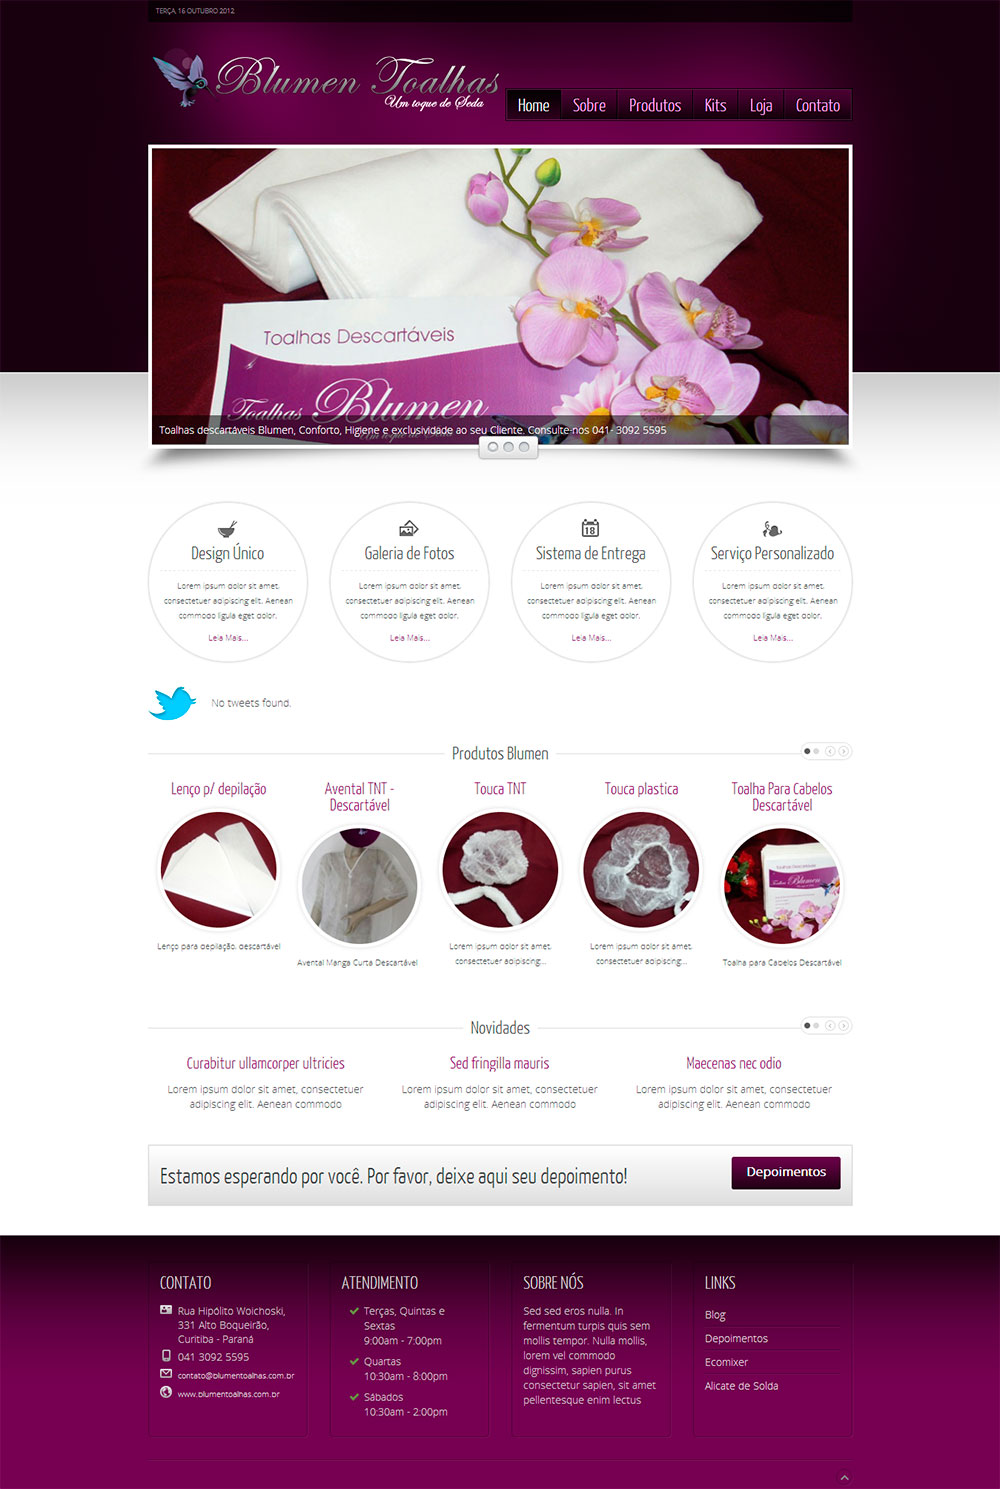 TERÇA, 16 OUTUBRO 2012
Blumen Toalhas
Um toque de Seda
Home Sobre Produtos Kits Loja Contato
Toalhas Descartáveis
Toalhas Blumen
Um toque de Seda
Toalhas descartáveis Blumen, Conforto, Higiene e exclusividade ao seu Cliente. Consulte-nos 041- 3092 5595
18
Design Único
Lorem ipsum dolor sit amet,
consectetuer adipiscing elit. Aenean
commodo ligula eget dolor.
Leia Mais...
Galeria de Fotos
Lorem ipsum dolor sit amet,
consectetuer adipiscing elit. Aenean
commodo ligula eget dolor.
Leia Mais...
Sistema de Entrega
Lorem ipsum dolor sit amet,
consectetuer adipiscing elit. Aenean
commodo ligula eget dolor.
Leia Mais...
Serviço Personalizado
Lorem ipsum dolor sit amet,
consectetuer adipiscing elit. Aenean
commodo ligula eget dolor.
Leia Mais...
No tweets found.
Produtos Blumen
Lenço p/ depilação
Lenço para depilação, descartável
Avental TNT -
Descartável
Avental Manga Curta Descartável
Touca TNT
Lorem ipsum dolor sit amet,
consectetuer adipiscing...
Touca plastica
Lorem ipsum dolor sit amet,
consectetuer adipiscing...
Toalha Para Cabelos
Descartável
TOALHAS DESCARTÁVEIS
Toalhas Blumen
Toalha para Cabelos Descartável
Novidades
Curabitur ullamcorper ultricies
Lorem ipsum dolor sit amet, consectetuer
adipiscing elit. Aenean commodo
Sed fringilla mauris
Lorem ipsum dolor sit amet, consectetuer
adipiscing elit. Aenean commodo
Maecenas nec odio
Lorem ipsum dolor sit amet, consectetuer
adipiscing elit. Aenean commodo
Estamos esperando por você. Por favor, deixe aqui seu depoimento!
Depoimentos
CONTATO
Rua Hipólito Woichoski,
331 Alto Boqueirão,
Curitiba - Paraná
041 3092 5595
contato@blumentoalhas.com.br
www.blumentoalhas.com.br
ATENDIMENTO
Terças, Quintas e
Sextas
9:00am - 7:00pm
Quartas
10:30am - 8:00pm
Sábados
10:30am - 2:00pm
SOBRE NÓS
Sed sed eros nulla. In
fermentum turpis quis sem
mollis tempor. Nulla mollis,
lorem vel commodo
dignissim, sapien purus
consectetur sapien, sit amet
pellentesque enim lectus
LINKS
Blog
Depoimentos
Ecomixer
Alicate de Solda